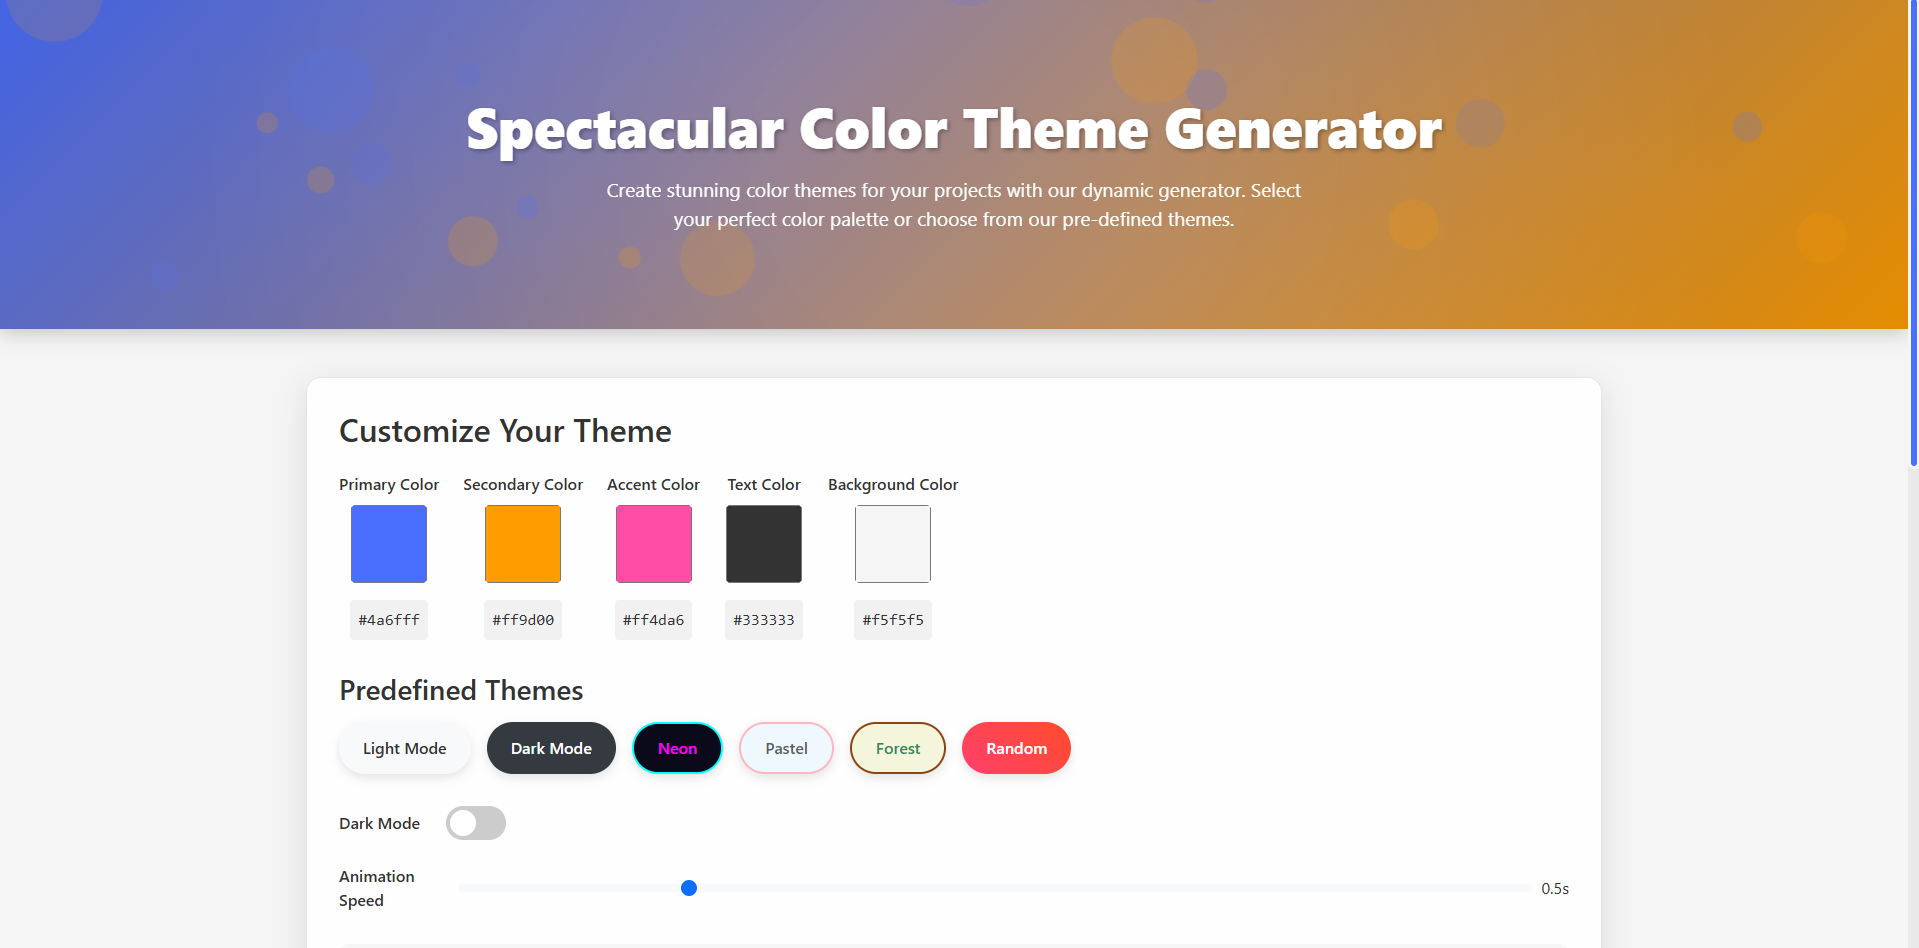 Spectacular Color Theme Generator
Create stunning color themes for your projects with our dynamic generator. Select
your perfect color palette or choose from our pre-defined themes.
Customize Your Theme
Primary Color Secondary Color Accent Color Text Color Background Color
#4a6fff #ff9d00 #ff4da6 #333333 #f5f5f5
Predefined Themes
Light Mode Dark Mode Neon Pastel Forest Random
Dark Mode
Animation
Speed
0.5s